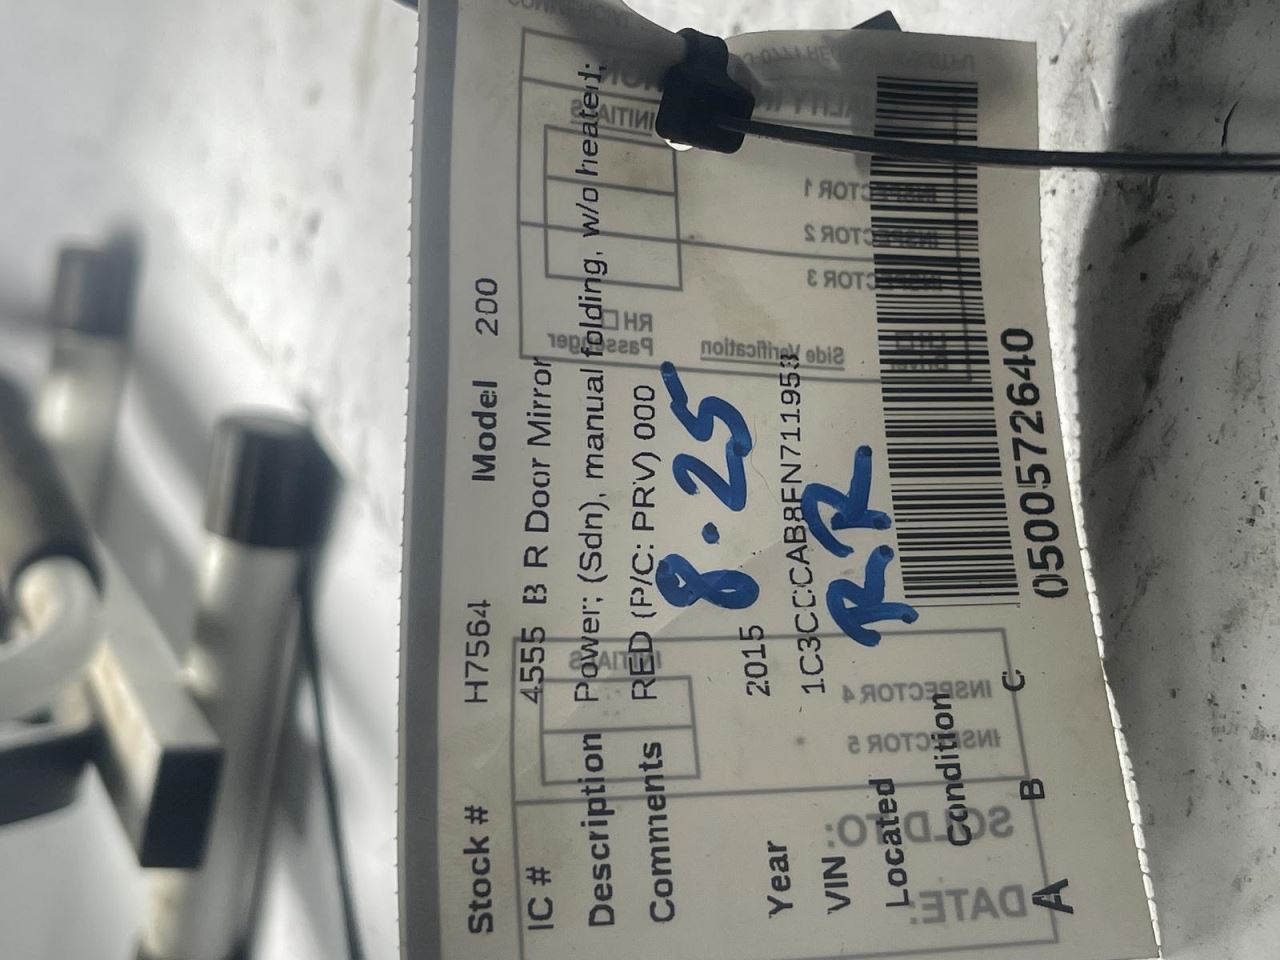 Stock # H7564 Model 200
IC # 4555 B R Door Mirror
Description Power; (Sdn), manual folding, w/o heated;
Comments RED (P/C: PRV) 000
8.25
Year 2015
VIN 1C3CCCAB8FN711953
RR
Located
Condition
A B C
0500572640
INITIALS
INSPECTOR 1
INSPECTOR 2
INSPECTOR 3
Side Verification
Passenger
RH
INITIALS
INSPECTOR 4
INSPECTOR 5
SOLD TO:
DATE: